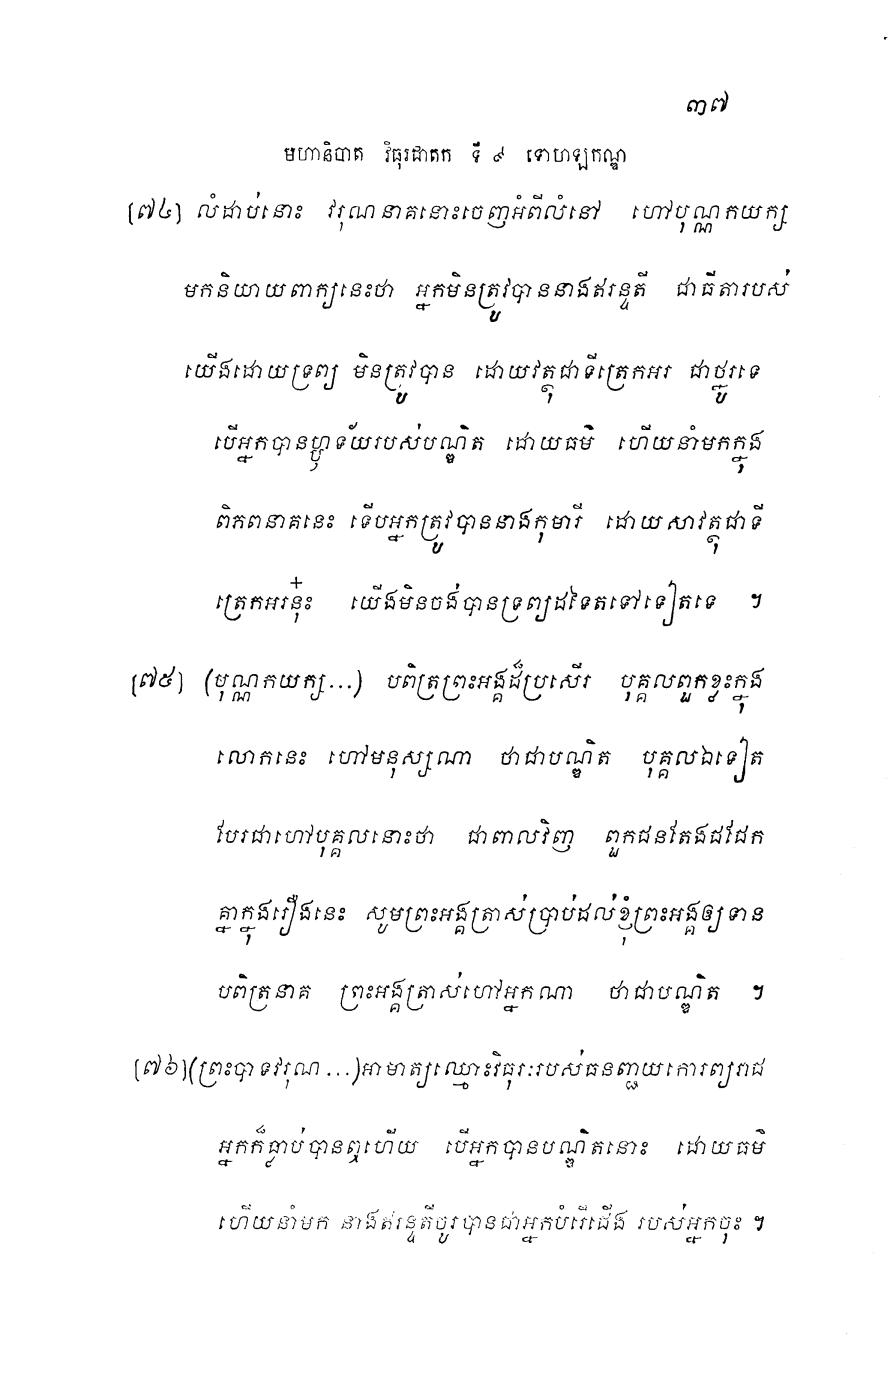 ៣៧
មហានិបាត វិធុរជាតក ទី ៩ ទោហឡកណ្ឌ
[៧៤] លំដាប់នោះ វរុណនាគនោះចេញអំពីលំនៅ ហៅបុណ្ណកយក្ស
មកនិយាយពាក្យនេះថា អ្នកមិនត្រូវបាននាងឥរន្ទតី ជាធីតារបស់
យើងដោយទ្រព្យ មិនត្រូវបាន ដោយវត្ថុជាទីត្រេកអរ ជាថ្លូរទេ
បើអ្នកបានហ្ឫទ័យរបស់បណ្ឌិត ដោយធម៌ ហើយនាំមកក្នុង
ពិភពនាគនេះ ទើបអ្នកត្រូវបាននាងកុមារី ដោយសាវត្ថុជាទី
ត្រេកអរនុ៎ះ យើងមិនចង់បានទ្រព្យដទៃតទៅទៀតទេ ។
[៧៥] (បុណ្ណកយក្ស...) បពិត្រព្រះអង្គដ៏ប្រសើរ បុគ្គលពួកខ្លះក្នុង
លោកនេះ ហៅមនុស្សណា ថាជាបណ្ឌិត បុគ្គលឯទៀត
បែរជាហៅបុគ្គលនោះថា ជាពាលវិញ ពួកជនតែងដដែក
គ្នាក្នុងរឿងនេះ សូមព្រះអង្គត្រាស់ប្រាប់ដល់ខ្ញុំព្រះអង្គឲ្យទាន
បពិត្រនាគ ព្រះអង្គត្រាស់ហៅអ្នកណា ថាជាបណ្ឌិត ។
[៧៦] (ព្រះបាទវរុណ...) អាមាត្យឈ្មោះវិធុរៈរបស់ធនញ្ជយកោរព្យរាជ
អ្នកក៏ធ្លាប់បានឮហើយ បើអ្នកបានបណ្ឌិតនោះ ដោយធម៌
ហើយនាំមក នាងឥរន្ទតីចូរបានជាអ្នកបំរើជើង របស់អ្នកចុះ ។